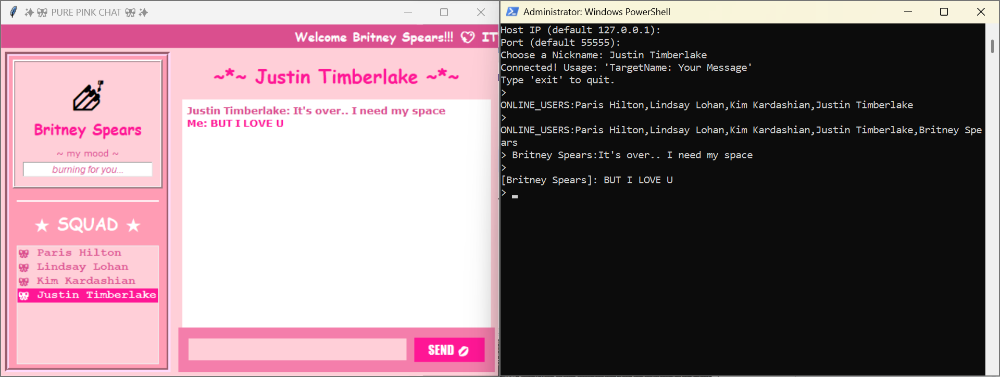 ✨ 🎀 PURE PINK CHAT 🎀 ✨
Welcome Britney Spears!!! 💘 IT
Britney Spears
~ my mood ~
burning for you...
★ SQUAD ★
🎀 Paris Hilton
🎀 Lindsay Lohan
🎀 Kim Kardashian
🎀 Justin Timberlake
~*~ Justin Timberlake ~*~
Justin Timberlake: It's over.. I need my space
Me: BUT I LOVE U
SEND 💋
Administrator: Windows PowerShell
Host IP (default 127.0.0.1):
Port (default 55555):
Choose a Nickname: Justin Timberlake
Connected! Usage: 'TargetName: Your Message'
Type 'exit' to quit.
>
ONLINE_USERS:Paris Hilton,Lindsay Lohan,Kim Kardashian,Justin Timberlake
>
ONLINE_USERS:Paris Hilton,Lindsay Lohan,Kim Kardashian,Justin Timberlake,Britney Spe
ars
> Britney Spears:It's over.. I need my space
>
[Britney Spears]: BUT I LOVE U
>